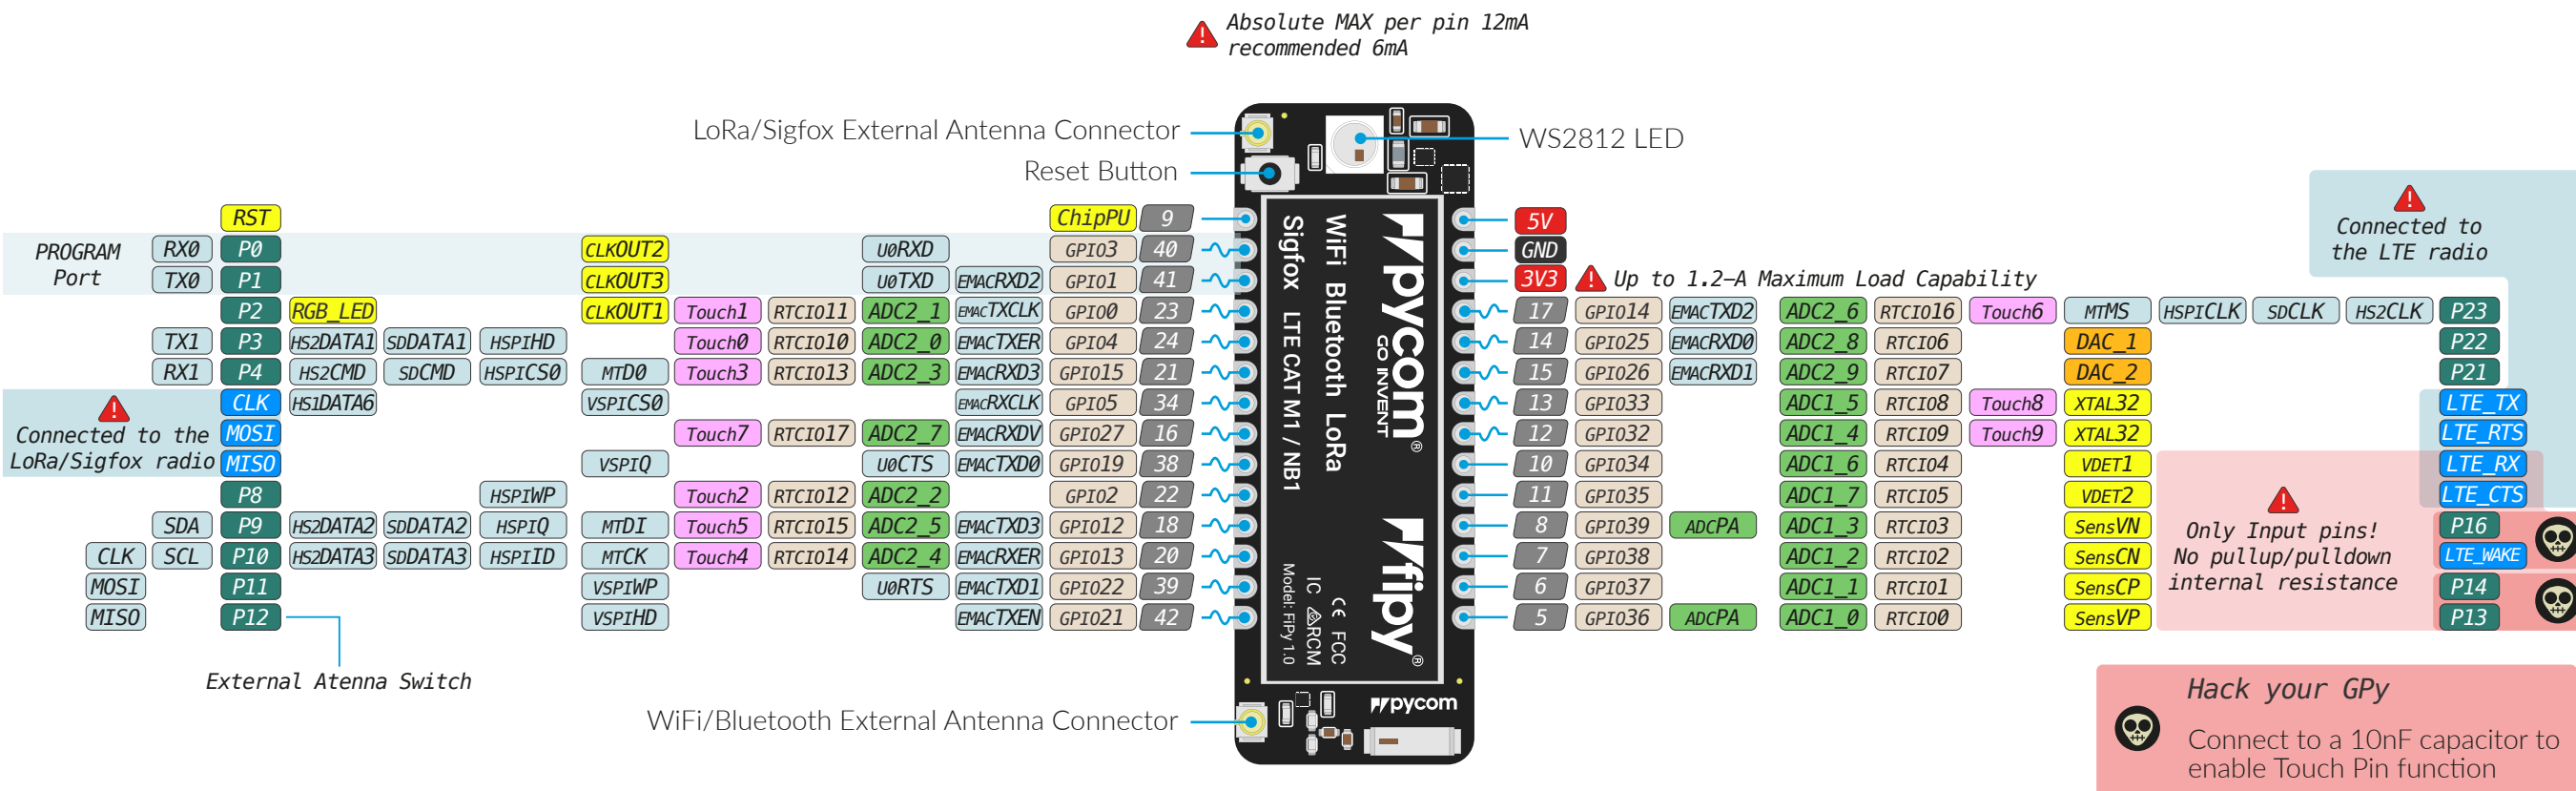 Absolute MAX per pin 12mA
recommended 6mA
LoRa/Sigfox External Antenna Connector
WS2812 LED
Reset Button
RST ChipPU 9
5V
PROGRAM
Port
RX0 P0 CLKOUT2 U0RXD GPIO3 40
GND
TX0 P1 CLKOUT3 U0TXD EMACRXD2 GPIO1 41
3V3 Up to 1.2-A Maximum Load Capability
P2 RGB_LED CLKOUT1 Touch1 RTCIO11 ADC2_1 EMACTXCLK GPIO0 23
17 GPIO14 EMACTXD2 ADC2_6 RTCIO16 Touch6 MTMS HSPICLK SDCLK HS2CLK P23
TX1 P3 HS2DATA1 SDDATA1 HSPIHD Touch0 RTCIO10 ADC2_0 EMACTXER GPIO4 24
14 GPIO25 EMACRXD0 ADC2_8 RTCIO6 DAC_1 P22
RX1 P4 HS2CMD SDCMD HSPICS0 MTDO Touch3 RTCIO13 ADC2_3 EMACRXD3 GPIO15 21
15 GPIO26 EMACRXD1 ADC2_9 RTCIO7 DAC_2 P21
CLK HS1DATA6 VSPICS0 EMACRXCLK GPIO5 34
13 GPIO33 ADC1_5 RTCIO8 Touch8 XTAL32 LTE_TX
MOSI Touch7 RTCIO17 ADC2_7 EMACRXDV GPIO27 16
12 GPIO32 ADC1_4 RTCIO9 Touch9 XTAL32 LTE_RTS
MISO VSPIQ U0CTS EMACTXD0 GPIO19 38
10 GPIO34 ADC1_6 RTCIO4 VDET1 LTE_RX
P8 HSPIWP Touch2 RTCIO12 ADC2_2 GPIO2 22
11 GPIO35 ADC1_7 RTCIO5 VDET2 LTE_CTS
SDA P9 HS2DATA2 SDDATA2 HSPIQ MTDI Touch5 RTCIO15 ADC2_5 EMACTXD3 GPIO12 18
8 GPIO39 ADCPA ADC1_3 RTCIO3 SensVN P16
CLK SCL P10 HS2DATA3 SDDATA3 HSPIID MTCK Touch4 RTCIO14 ADC2_4 EMACRXER GPIO13 20
7 GPIO38 ADC1_2 RTCIO2 SensCN LTE_WAKE
MOSI P11 VSPIWP U0RTS EMACTXD1 GPIO22 39
6 GPIO37 ADC1_1 RTCIO1 SensCP P14
MISO P12 VSPIHD EMACTXEN GPIO21 42
5 GPIO36 ADCPA ADC1_0 RTCIO0 SensVP P13
Connected to the
LoRa/Sigfox radio
Connected to
the LTE radio
Only Input pins!
No pullup/pulldown
internal resistance
External Atenna Switch
WiFi/Bluetooth External Antenna Connector
pycom®
GO INVENT
WiFi Bluetooth LoRa
Sigfox LTE CAT M1 / NB1
fipy®
CE FCC
IC RCM
Model: FiPy 1.0
pycom
Hack your GPy
Connect to a 10nF capacitor to
enable Touch Pin function